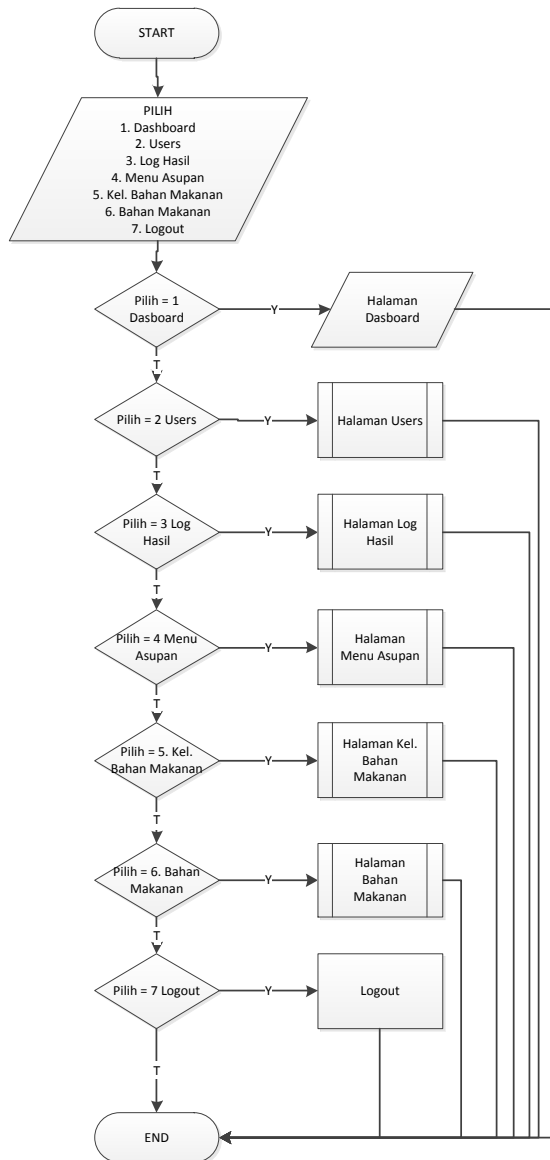 START
PILIH
1. Dashboard
2. Users
3. Log Hasil
4. Menu Asupan
5. Kel. Bahan Makanan
6. Bahan Makanan
7. Logout
Pilih = 1
Dasboard
Y
Halaman
Dasboard
T
Pilih = 2 Users
Y
Halaman Users
T
Pilih = 3 Log
Hasil
Y
Halaman Log
Hasil
T
Pilih = 4 Menu
Asupan
Y
Halaman
Menu Asupan
T
Pilih = 5. Kel.
Bahan Makanan
Y
Halaman Kel.
Bahan
Makanan
T
Pilih = 6. Bahan
Makanan
Y
Halaman
Bahan
Makanan
T
Pilih = 7 Logout
Y
Logout
T
END